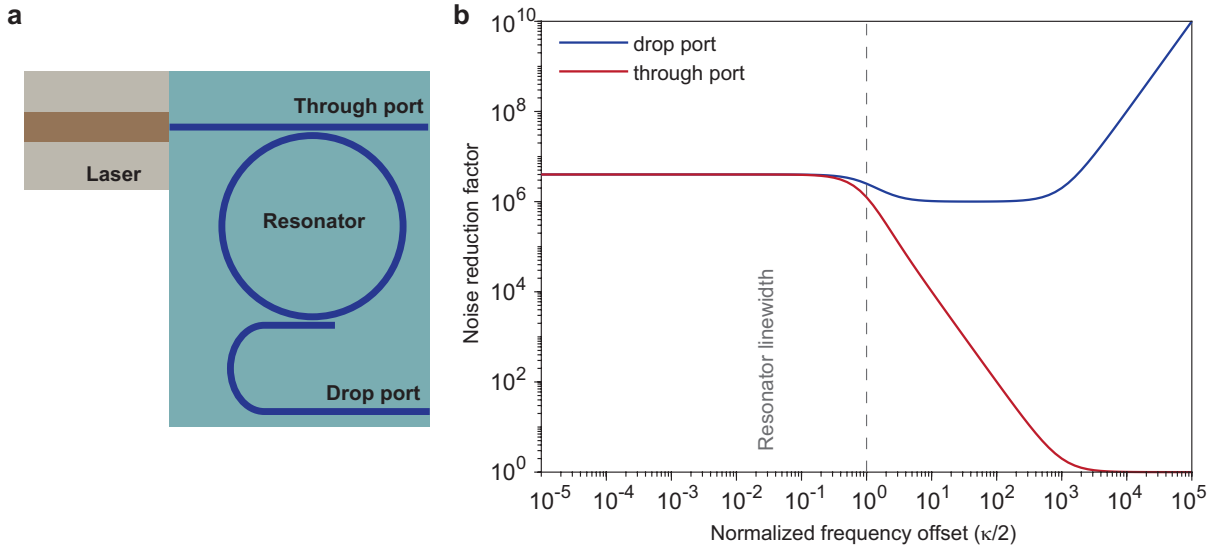 a
Through port
Laser
Resonator
Drop port
b
drop port
through port
Noise reduction factor
10^10
10^8
10^6
10^4
10^2
10^0
Resonator linewidth
10^-5 10^-4 10^-3 10^-2 10^-1 10^0 10^1 10^2 10^3 10^4 10^5
Normalized frequency offset (κ/2)